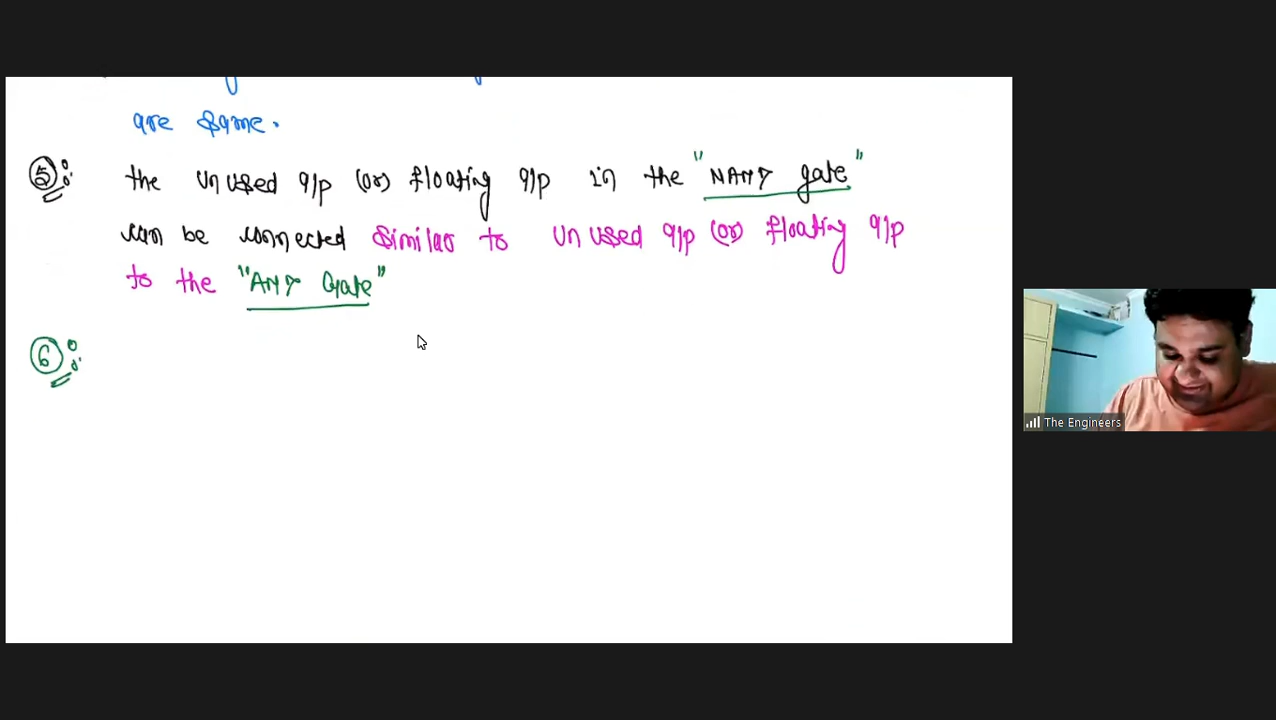 are same.
⑤: the unused i/p (or) floating i/p in the "NAND gate"
can be connected similar to unused i/p (or) floating i/p
to the "AND Gate"
⑥:
The Engineers